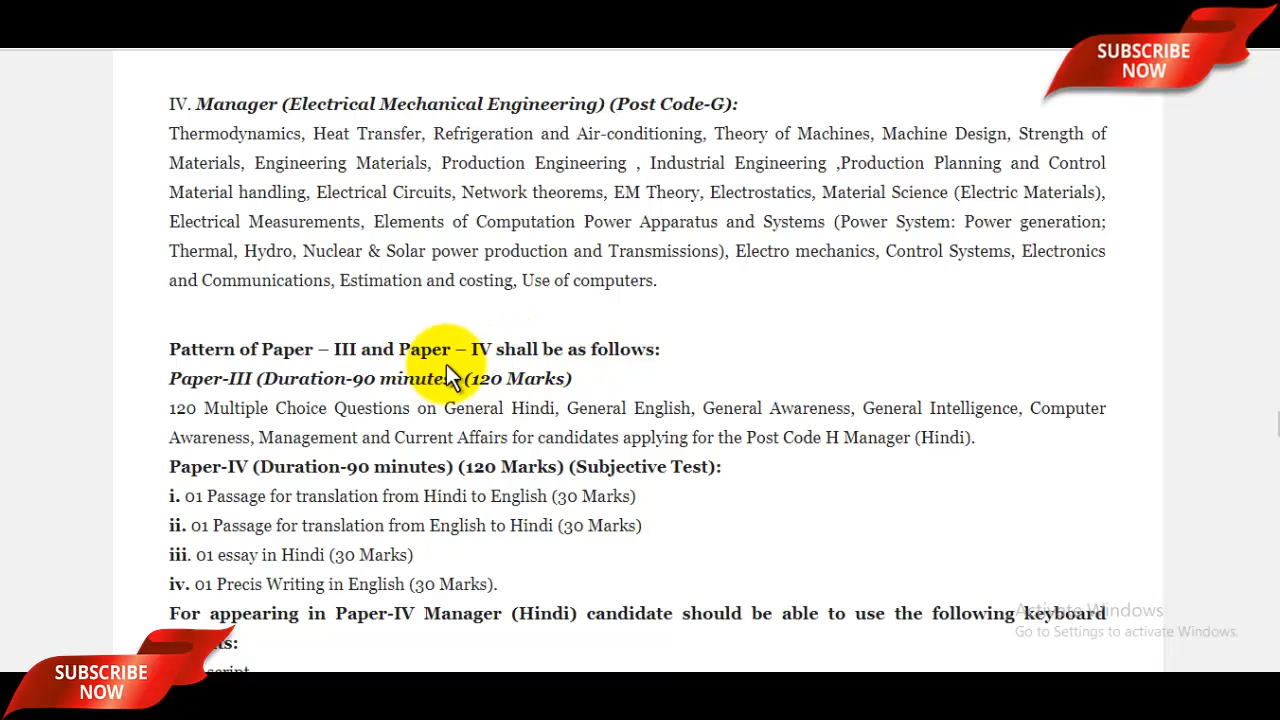 SUBSCRIBE
NOW
IV. Manager (Electrical Mechanical Engineering) (Post Code-G):
Thermodynamics, Heat Transfer, Refrigeration and Air-conditioning, Theory of Machines, Machine Design, Strength of
Materials, Engineering Materials, Production Engineering , Industrial Engineering ,Production Planning and Control
Material handling, Electrical Circuits, Network theorems, EM Theory, Electrostatics, Material Science (Electric Materials),
Electrical Measurements, Elements of Computation Power Apparatus and Systems (Power System: Power generation;
Thermal, Hydro, Nuclear & Solar power production and Transmissions), Electro mechanics, Control Systems, Electronics
and Communications, Estimation and costing, Use of computers.
Pattern of Paper – III and Paper – IV shall be as follows:
Paper-III (Duration-90 minutes) (120 Marks)
120 Multiple Choice Questions on General Hindi, General English, General Awareness, General Intelligence, Computer
Awareness, Management and Current Affairs for candidates applying for the Post Code H Manager (Hindi).
Paper-IV (Duration-90 minutes) (120 Marks) (Subjective Test):
i. 01 Passage for translation from Hindi to English (30 Marks)
ii. 01 Passage for translation from English to Hindi (30 Marks)
iii. 01 essay in Hindi (30 Marks)
iv. 01 Precis Writing in English (30 Marks).
For appearing in Paper-IV Manager (Hindi) candidate should be able to use the following keyboard
Activate Windows
Go to Settings to activate Windows.
SUBSCRIBE
NOW